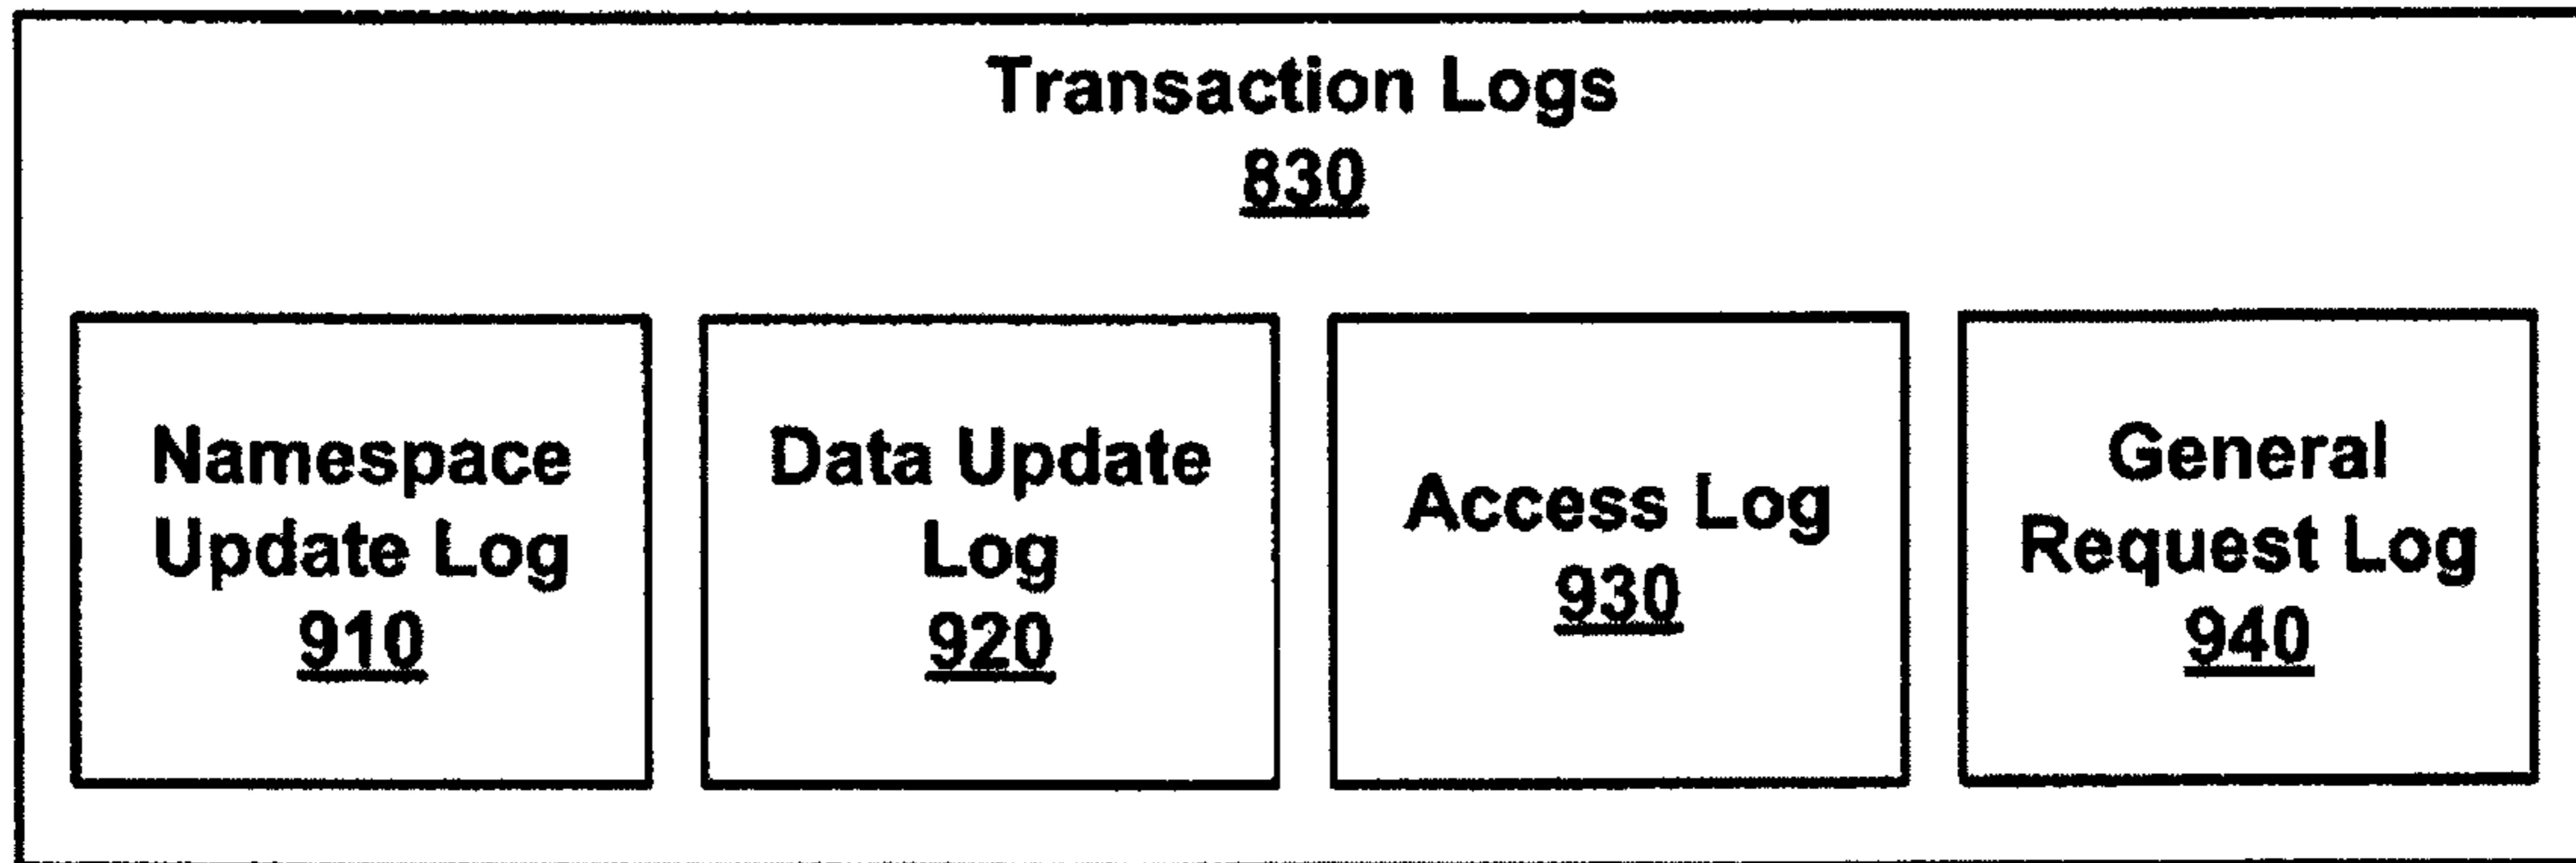 Transaction Logs
830
Namespace
Update Log
910
Data Update
Log
920
Access Log
930
General
Request Log
940